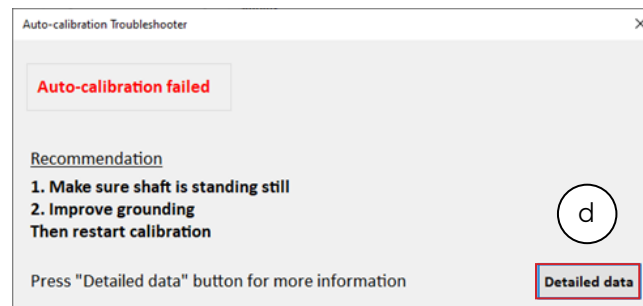 Auto-calibration Troubleshooter
Auto-calibration failed
Recommendation
1. Make sure shaft is standing still
2. Improve grounding
Then restart calibration
d
Press "Detailed data" button for more information
Detailed data